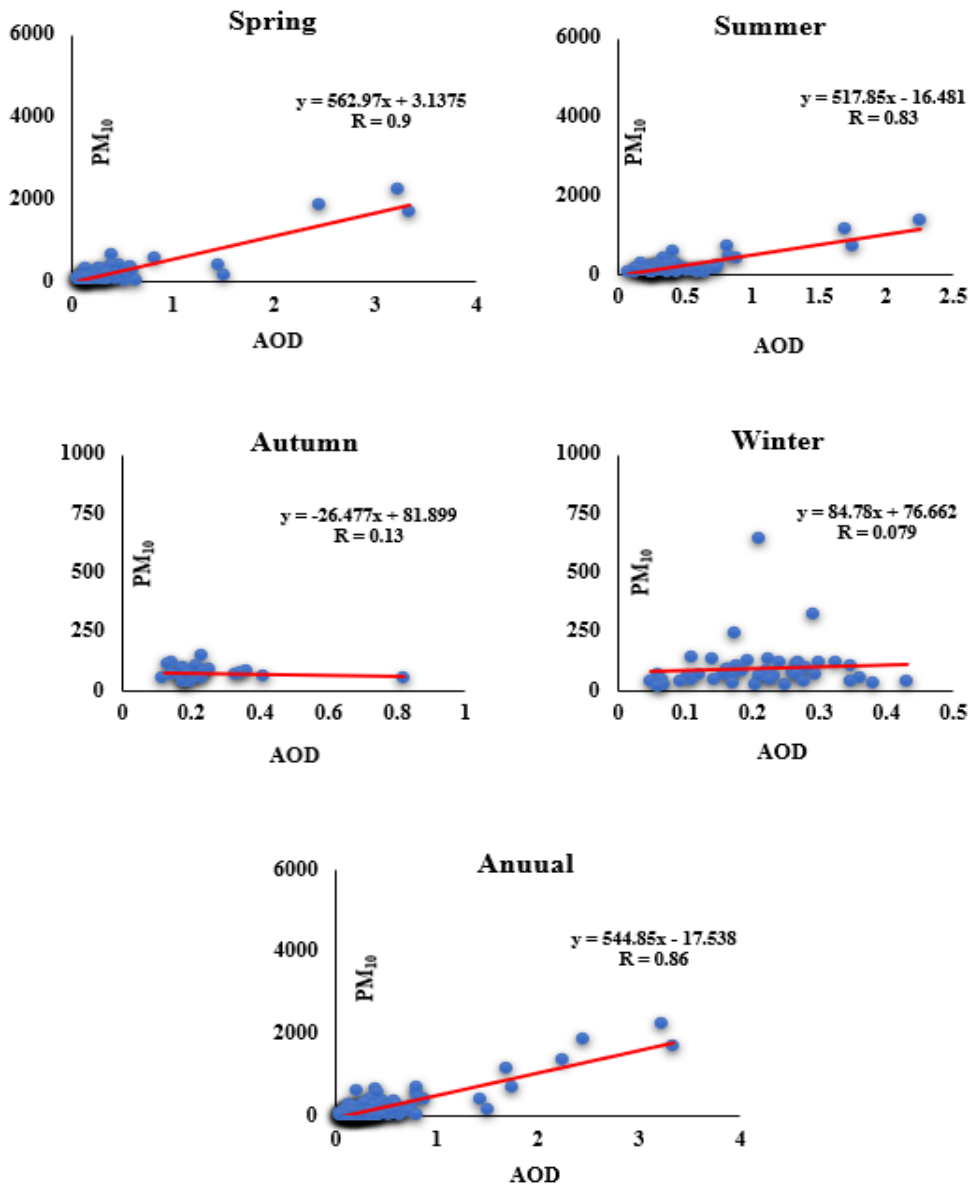 Spring
6000
4000
2000
0
PM₁₀
y = 562.97x + 3.1375
R = 0.9
0 1 2 3 4
AOD
Summer
6000
4000
2000
0
PM₁₀
y = 517.85x - 16.481
R = 0.83
0 0.5 1 1.5 2 2.5
AOD
Autumn
1000
750
500
250
0
PM₁₀
y = -26.477x + 81.899
R = 0.13
0 0.2 0.4 0.6 0.8 1
AOD
Winter
1000
750
500
250
0
PM₁₀
y = 84.78x + 76.662
R = 0.079
0 0.1 0.2 0.3 0.4 0.5
AOD
Anuual
6000
4000
2000
0
PM₁₀
y = 544.85x - 17.538
R = 0.86
0 1 2 3 4
AOD